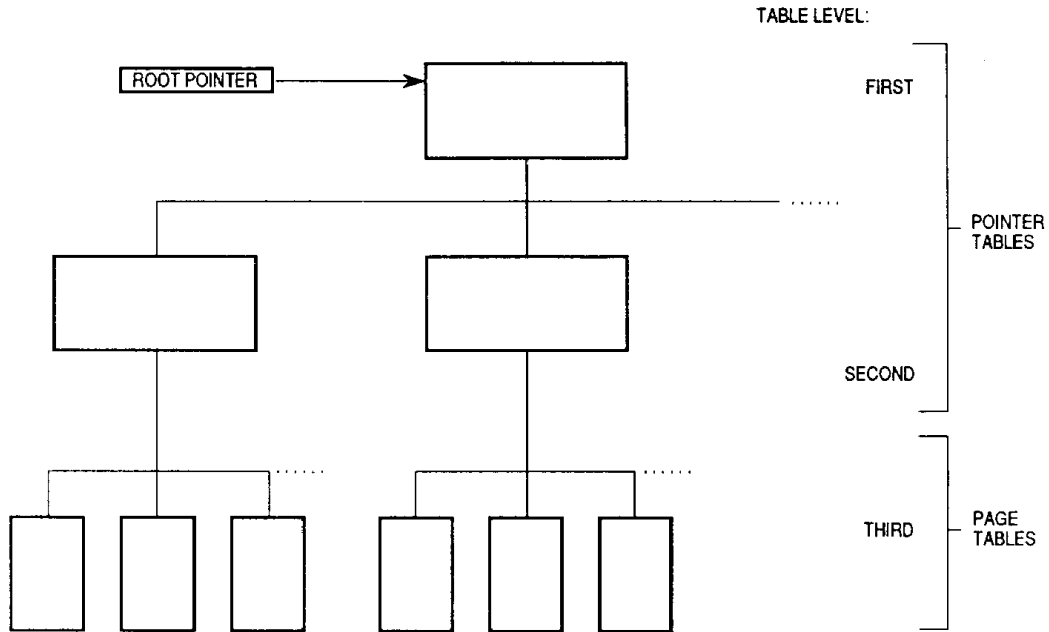 TABLE LEVEL:
ROOT POINTER
FIRST
POINTER
TABLES
SECOND
THIRD
PAGE
TABLES